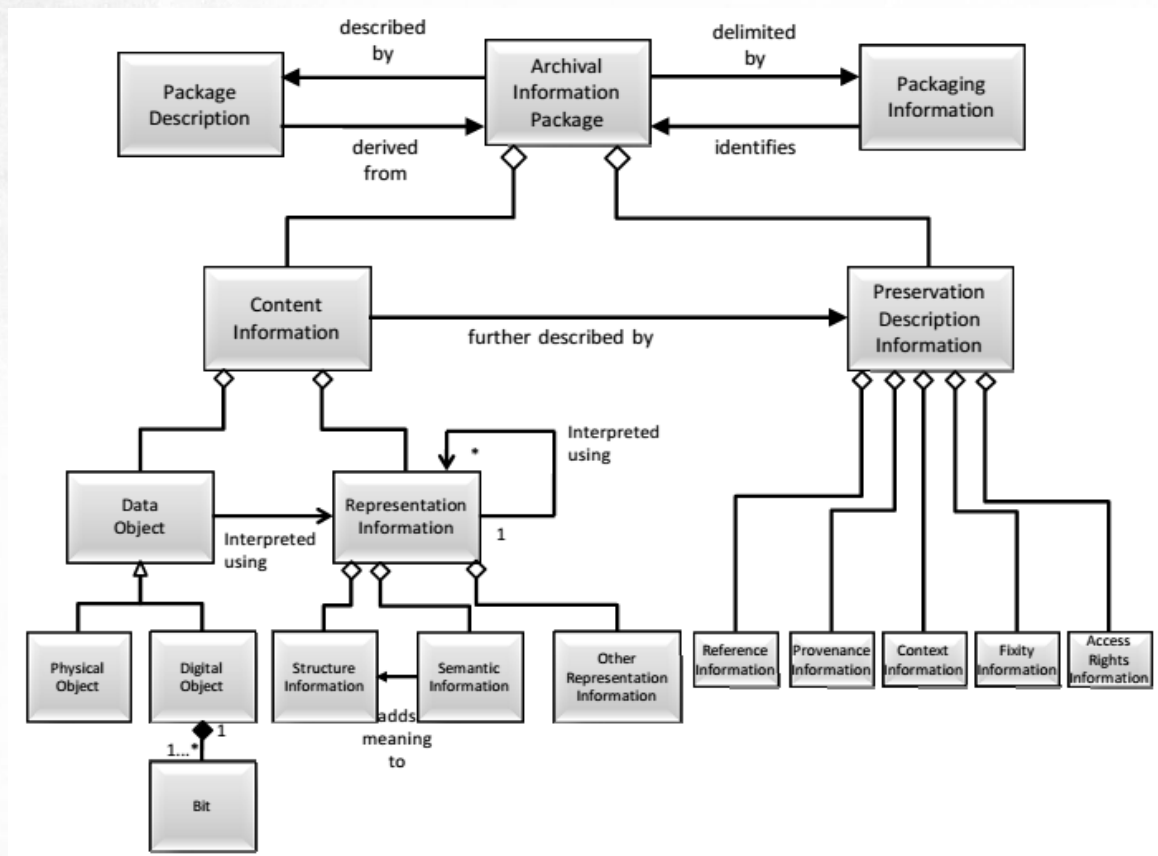 described
by
delimited
by
Package
Description
Archival
Information
Package
Packaging
Information
derived
from
identifies
Content
Information
Preservation
Description
Information
further described by
Interpreted
using
*
Data
Object
Representation
Information
Interpreted
using
1
Physical
Object
Digital
Object
Structure
Information
Semantic
Information
Other
Representation
Information
Reference
Information
Provenance
Information
Context
Information
Fixity
Information
Access
Rights
Information
adds
meaning
to
1
1...*
Bit